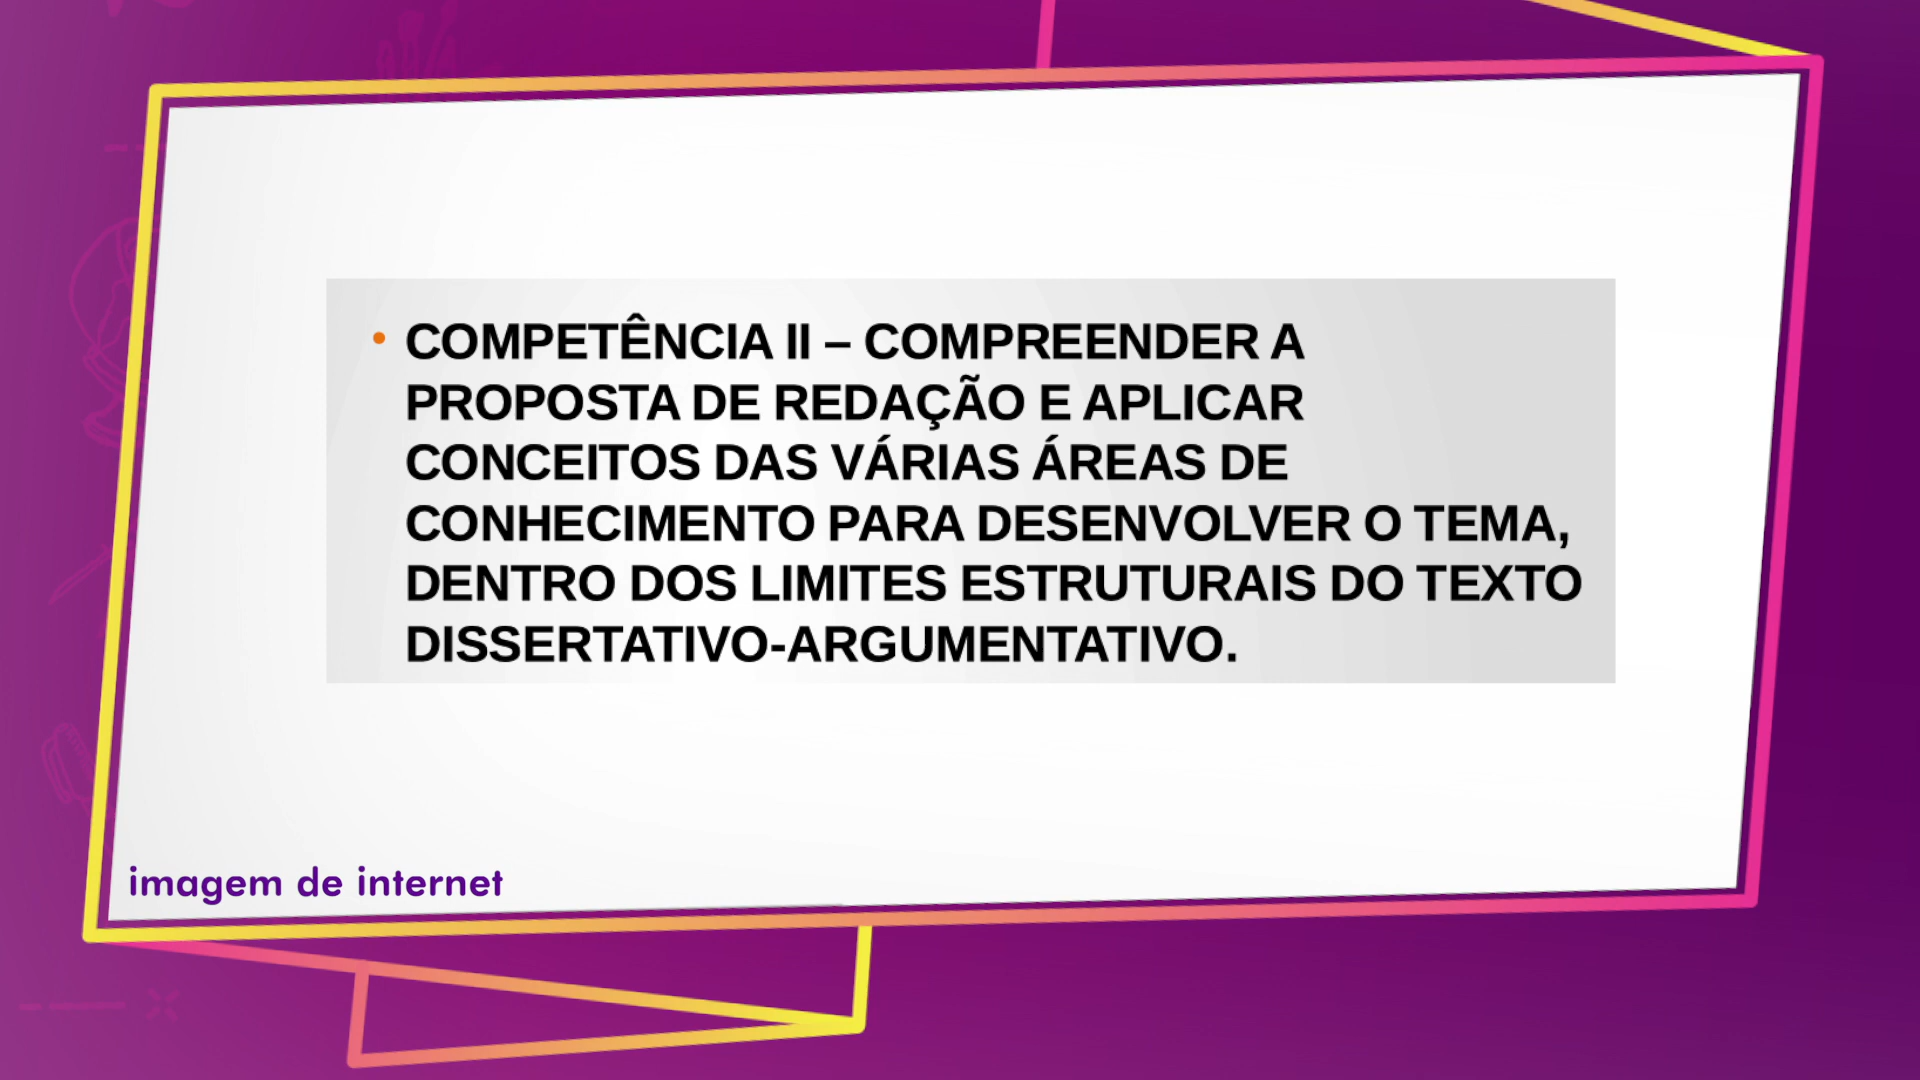 • COMPETÊNCIA II – COMPREENDER A
PROPOSTA DE REDAÇÃO E APLICAR
CONCEITOS DAS VÁRIAS ÁREAS DE
CONHECIMENTO PARA DESENVOLVER O TEMA,
DENTRO DOS LIMITES ESTRUTURAIS DO TEXTO
DISSERTATIVO-ARGUMENTATIVO.
imagem de internet